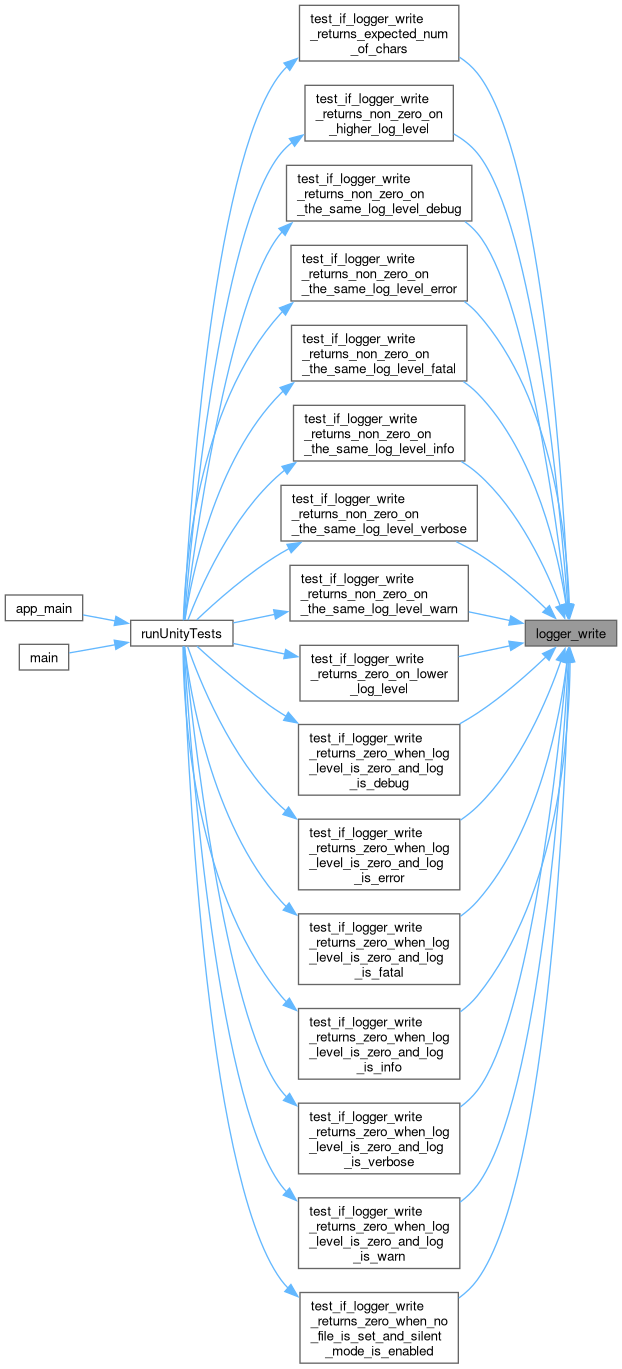 test_if_logger_write
_returns_expected_num
_of_chars
test_if_logger_write
_returns_non_zero_on
_higher_log_level
test_if_logger_write
_returns_non_zero_on
_the_same_log_level_debug
test_if_logger_write
_returns_non_zero_on
_the_same_log_level_error
test_if_logger_write
_returns_non_zero_on
_the_same_log_level_fatal
test_if_logger_write
_returns_non_zero_on
_the_same_log_level_info
test_if_logger_write
_returns_non_zero_on
_the_same_log_level_verbose
test_if_logger_write
_returns_non_zero_on
_the_same_log_level_warn
app_main
runUnityTests
logger_write
main
test_if_logger_write
_returns_zero_on_lower
_log_level
test_if_logger_write
_returns_zero_when_log
_level_is_zero_and_log
_is_debug
test_if_logger_write
_returns_zero_when_log
_level_is_zero_and_log
_is_error
test_if_logger_write
_returns_zero_when_log
_level_is_zero_and_log
_is_fatal
test_if_logger_write
_returns_zero_when_log
_level_is_zero_and_log
_is_info
test_if_logger_write
_returns_zero_when_log
_level_is_zero_and_log
_is_verbose
test_if_logger_write
_returns_zero_when_log
_level_is_zero_and_log
_is_warn
test_if_logger_write
_returns_zero_when_no
_file_is_set_and_silent
_mode_is_enabled